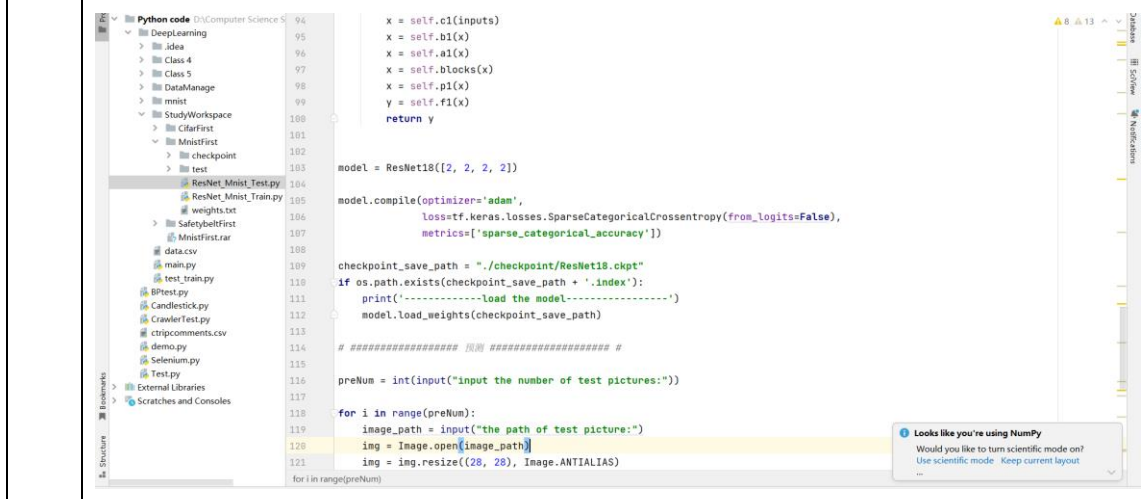 Python code D:\Computer Science S
DeepLearning
.idea
Class 4
Class 5
DataManage
mnist
StudyWorkspace
CifarFirst
MnistFirst
checkpoint
test
ResNet_Mnist_Test.py
ResNet_Mnist_Train.py
weights.txt
SafetybeltFirst
MnistFirst.rar
data.csv
main.py
test_train.py
BPtest.py
Candlestick.py
CrawlerTest.py
ctripcomments.csv
demo.py
Selenium.py
Test.py
External Libraries
Scratches and Consoles
Bookmarks
Structure
94 x = self.c1(inputs)
95 x = self.b1(x)
96 x = self.a1(x)
97 x = self.blocks(x)
98 x = self.p1(x)
99 y = self.f1(x)
100 return y
101
102
103 model = ResNet18([2, 2, 2, 2])
104
105 model.compile(optimizer='adam',
106 loss=tf.keras.losses.SparseCategoricalCrossentropy(from_logits=False),
107 metrics=['sparse_categorical_accuracy'])
108
109 checkpoint_save_path = "./checkpoint/ResNet18.ckpt"
110 if os.path.exists(checkpoint_save_path + '.index'):
111 print('-------------load the model-----------------')
112 model.load_weights(checkpoint_save_path)
113
114 # ################## 预测 #################### #
115
116 preNum = int(input("input the number of test pictures:"))
117
118 for i in range(preNum):
119 image_path = input("the path of test picture:")
120 img = Image.open(image_path)
121 img = img.resize((28, 28), Image.ANTIALIAS)
for i in range(preNum)
8 13
Database
SciView
Notifications
Looks like you're using NumPy
Would you like to turn scientific mode on?
Use scientific mode Keep current layout
...